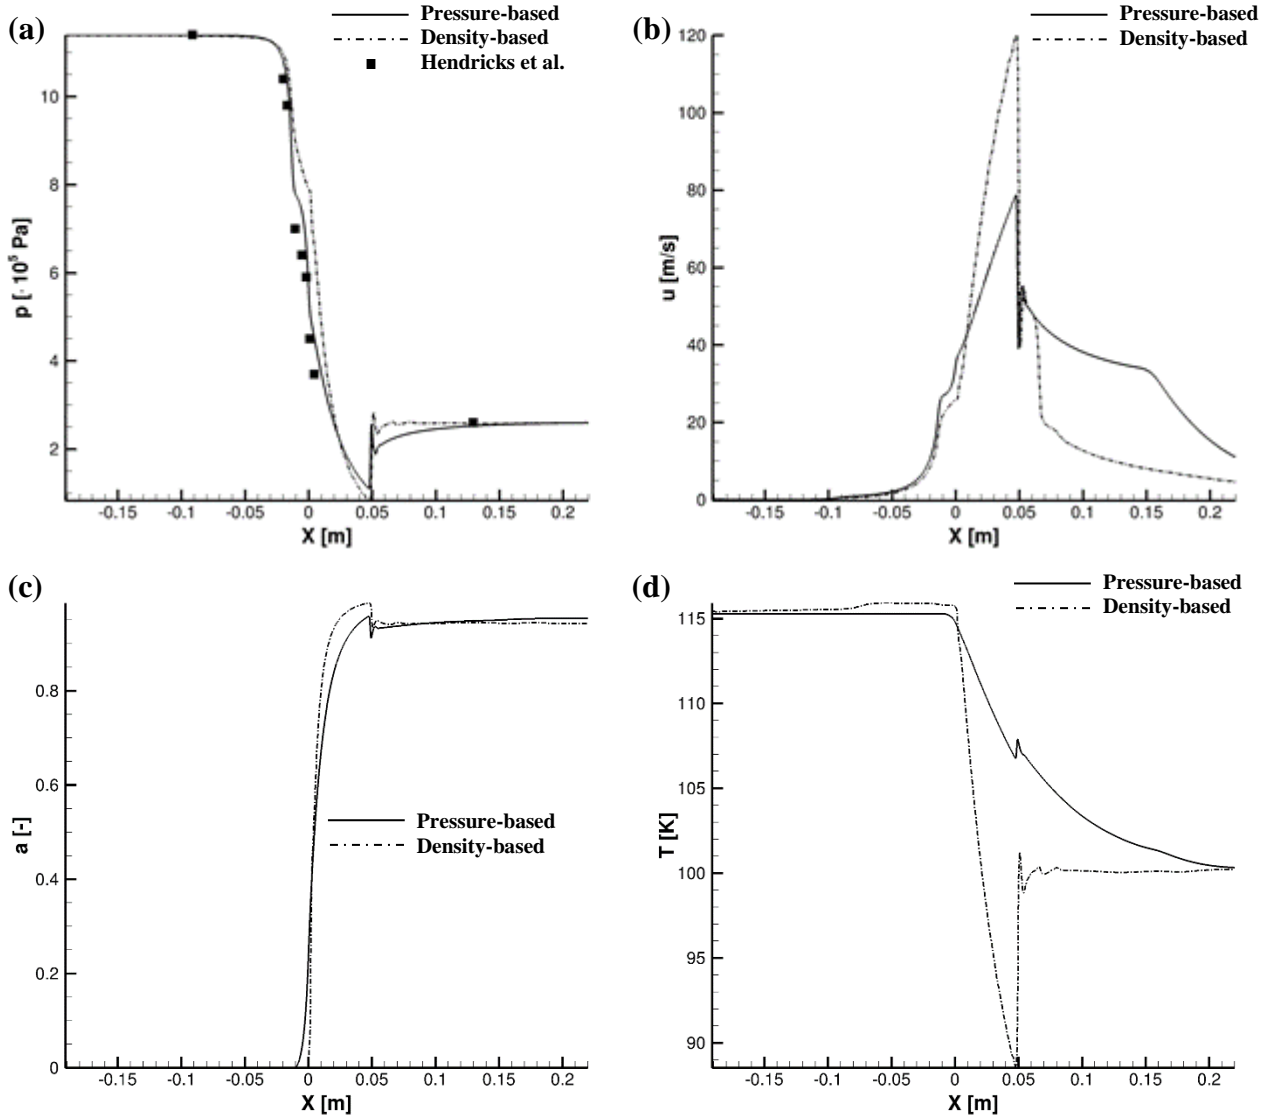 (a)
Pressure-based
Density-based
Hendricks et al.
10
8
6
4
2
p [· 10⁵ Pa]
-0.15 -0.1 -0.05 0 0.05 0.1 0.15 0.2
X [m]
(b)
Pressure-based
Density-based
120
100
80
60
40
20
0
u [m/s]
-0.15 -0.1 -0.05 0 0.05 0.1 0.15 0.2
X [m]
(c)
0.8
0.6
0.4
0.2
0
a [-]
Pressure-based
Density-based
-0.15 -0.1 -0.05 0 0.05 0.1 0.15 0.2
X [m]
(d)
Pressure-based
Density-based
115
110
105
100
95
90
T [K]
-0.15 -0.1 -0.05 0 0.05 0.1 0.15 0.2
X [m]